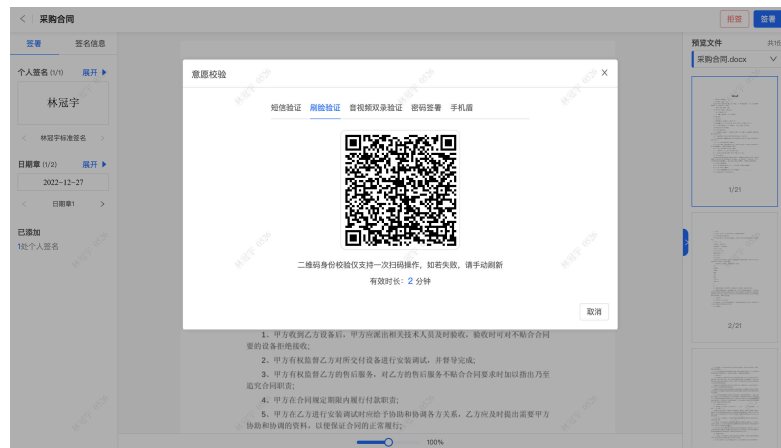 采购合同
拒签
签署
签署 签名信息
个人签名 (1/1) 展开
林冠宇
林冠宇标准签名
日期章 (1/2) 展开
2022-12-27
日期章1
已添加
1处个人签名
意愿校验
短信验证 刷脸验证 音视频双录验证 密码签署 手机盾
二维码身份校验仅支持一次扫码操作，如若失败，请手动刷新
有效时长：2 分钟
取消
1、甲方收到乙方设备后，甲方应派出相关技术人员及时验收，验收时可对不贴合合同
要的设备拒绝接收；
2、甲方有权监督乙方对所交付设备进行安装调试，并督导完成；
3、甲方有权监督乙方的售后服务，对乙方的售后服务不贴合合同要求时加以指出乃至
追究合同职责；
4、甲方在合同规定期限内履行付款职责；
5、甲方在乙方进行安装调试时应给予协助和协调各方关系，乙方应及时提出需要甲方
协助和协调的资料，以便保证合同的正常履行；
100%
预览文件 共1份
采购合同.docx
1/21
2/21
林冠宇 0526